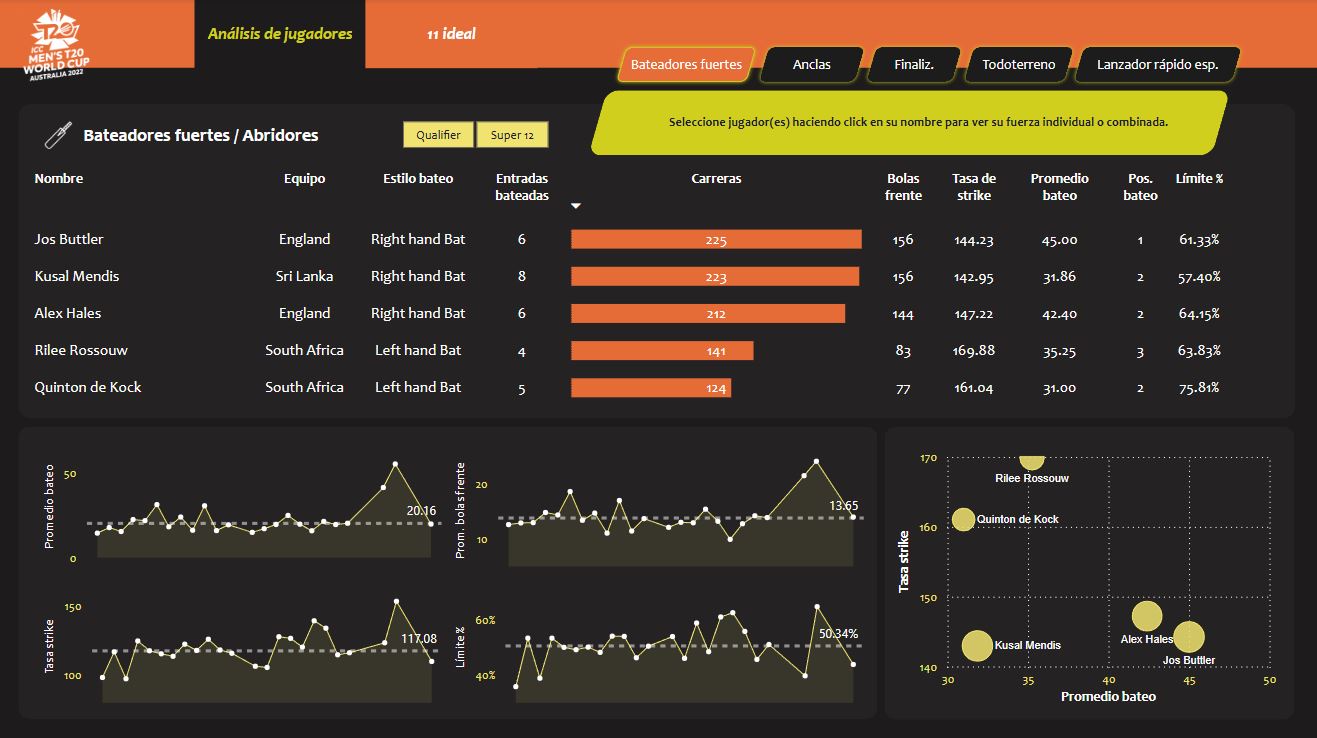 T20
ICC
MEN'S T20
WORLD CUP
AUSTRALIA 2022
Análisis de jugadores
11 ideal
Bateadores fuertes
Anclas
Finaliz.
Todoterreno
Lanzador rápido esp.
Seleccione jugador(es) haciendo click en su nombre para ver su fuerza individual o combinada.
Bateadores fuertes / Abridores
Qualifier
Super 12
Nombre Equipo Estilo bateo Entradas bateadas Carreras Bolas frente Tasa de strike Promedio bateo Pos. bateo Límite %
Jos Buttler England Right hand Bat 6 225 156 144.23 45.00 1 61.33%
Kusal Mendis Sri Lanka Right hand Bat 8 223 156 142.95 31.86 2 57.40%
Alex Hales England Right hand Bat 6 212 144 147.22 42.40 2 64.15%
Rilee Rossouw South Africa Left hand Bat 4 141 83 169.88 35.25 3 63.83%
Quinton de Kock South Africa Left hand Bat 5 124 77 161.04 31.00 2 75.81%
Promedio bateo
50
0
20.16
Prom. bolas frente
20
10
13.65
Tasa strike
150
100
117.08
Límite %
60%
40%
50.34%
Tasa strike
170
160
150
140
Rilee Rossouw
Quinton de Kock
Alex Hales
Kusal Mendis
Jos Buttler
30 35 40 45 50
Promedio bateo